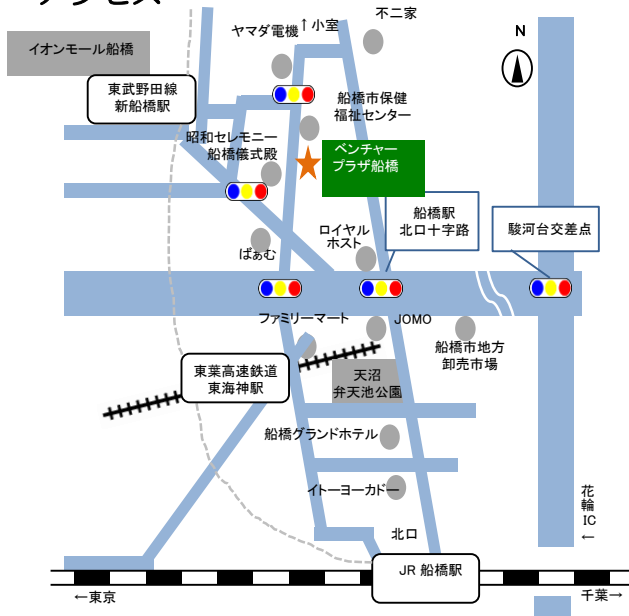 アクセス
不二家
ヤマダ電機
↑小室
N
イオンモール船橋
東武野田線
新船橋駅
船橋市保健
福祉センター
昭和セレモニー
船橋儀式殿
ベンチャー
プラザ船橋
船橋駅
北口十字路
駿河台交差点
ロイヤル
ホスト
ばぁむ
ファミリーマート
JOMO
船橋市地方
卸売市場
東葉高速鉄道
東海神駅
天沼
弁天池公園
船橋グランドホテル
イトーヨーカドー
花輪IC←
北口
JR 船橋駅
←東京
千葉→